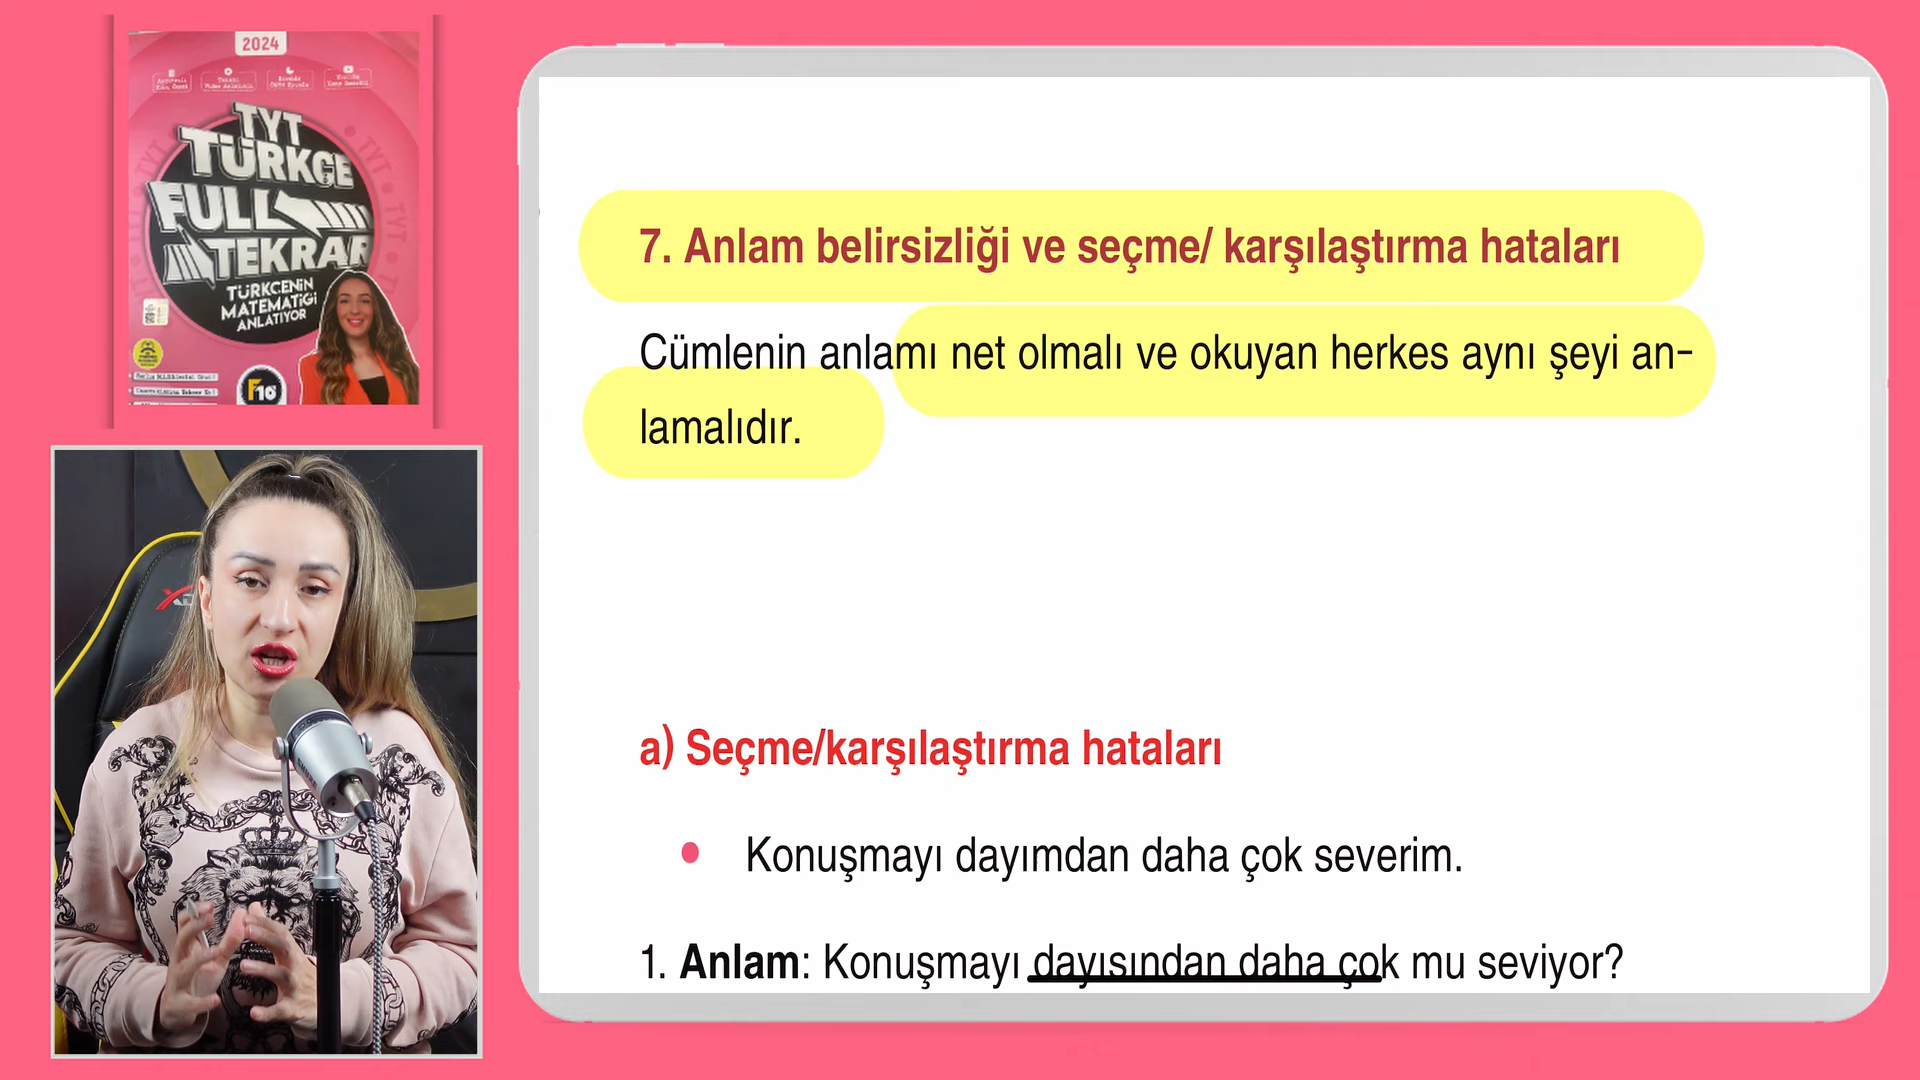 2024
TYT
TÜRKÇE
FULL
TEKRAR
TÜRKCENİN
MATEMATİĞİ
ANLATIYOR
F16
7. Anlam belirsizliği ve seçme/ karşılaştırma hataları
Cümlenin anlamı net olmalı ve okuyan herkes aynı şeyi an-
lamalıdır.
a) Seçme/karşılaştırma hataları
• Konuşmayı dayımdan daha çok severim.
1. Anlam: Konuşmayı dayısından daha çok mu seviyor?